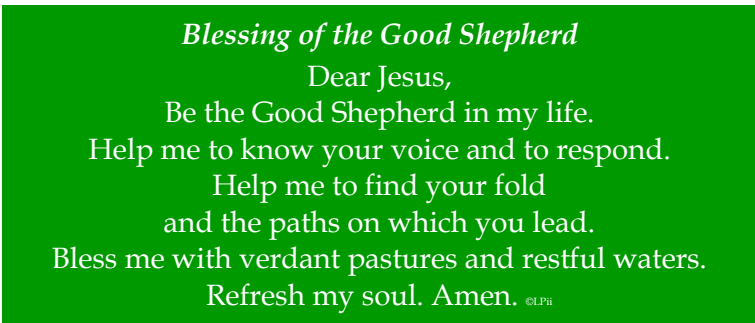 Blessing of the Good Shepherd
Dear Jesus,
Be the Good Shepherd in my life.
Help me to know your voice and to respond.
Help me to find your fold
and the paths on which you lead.
Bless me with verdant pastures and restful waters.
Refresh my soul. Amen. ©LPii